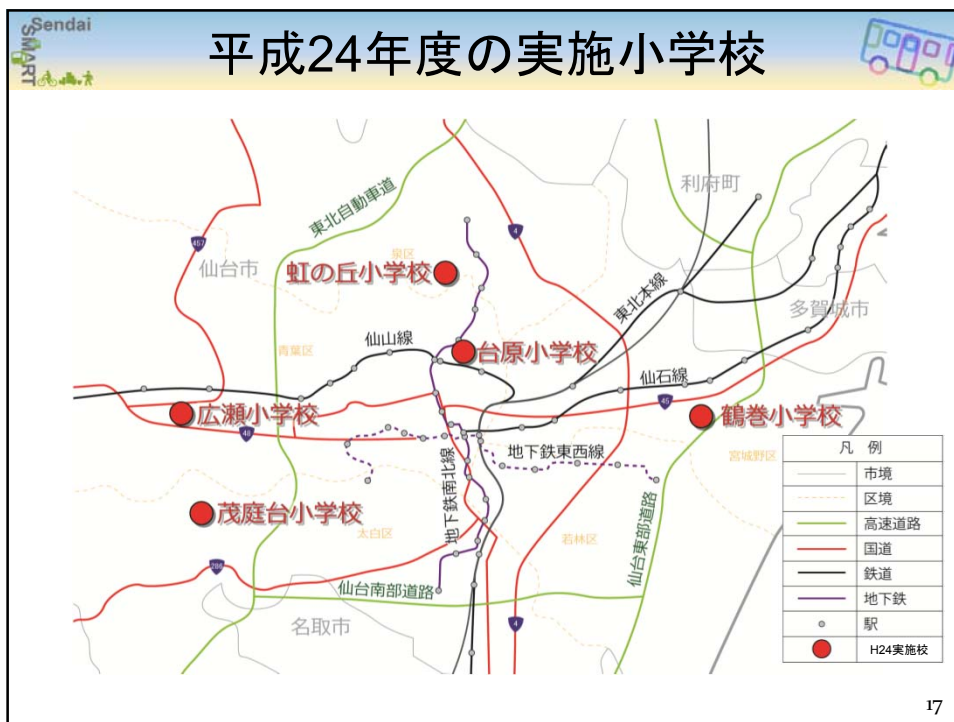 Sendai
SMART
平成24年度の実施小学校
東北自動車道
利府町
4
457
仙台市
泉区
虹の丘小学校
東北本線
多賀城市
仙山線
台原小学校
青葉区
仙石線
45
広瀬小学校
鶴巻小学校
48
地下鉄東西線
宮城野区
地下鉄南北線
茂庭台小学校
太白区
若林区
仙台東部道路
286
仙台南部道路
4
名取市
凡 例
市境
区境
高速道路
国道
鉄道
地下鉄
駅
H24実施校
17